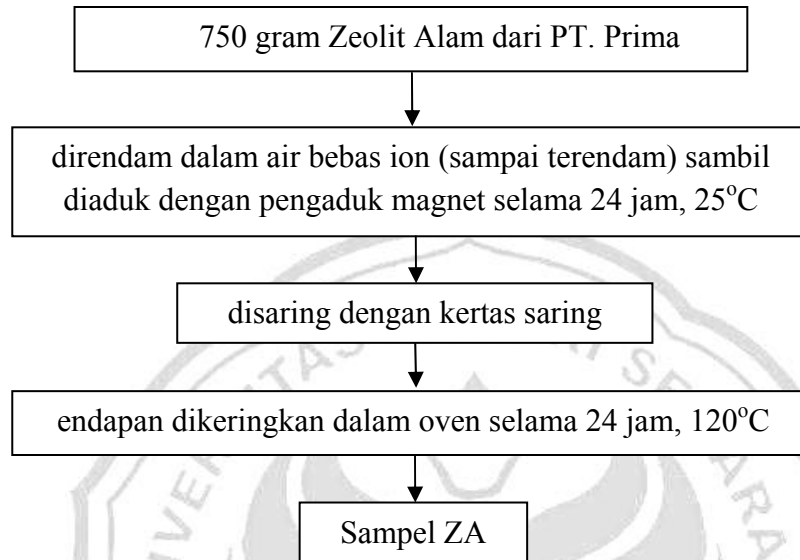 750 gram Zeolit Alam dari PT. Prima
direndam dalam air bebas ion (sampai terendam) sambil
diaduk dengan pengaduk magnet selama 24 jam, 25°C
disaring dengan kertas saring
endapan dikeringkan dalam oven selama 24 jam, 120°C
Sampel ZA